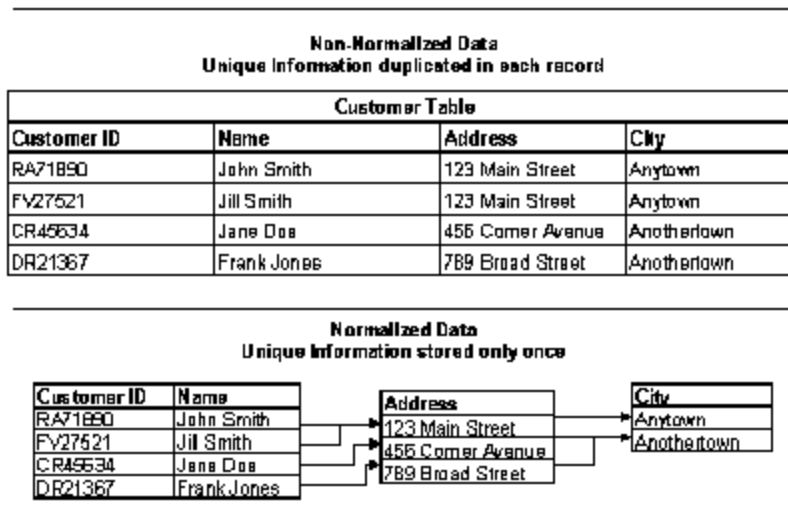 Non-Normalized Data
Unique Information duplicated in each record
Customer Table
Customer ID Name Address City
RA71890 John Smith 123 Main Street Anytown
FV27521 Jill Smith 123 Main Street Anytown
CR45634 Jane Doe 456 Corner Avenue Anothertown
DR21367 Frank Jones 789 Broad Street Anothertown
Normalized Data
Unique Information stored only once
Customer ID Name Address City
RA71890 John Smith 123 Main Street Anytown
FV27521 Jill Smith 456 Corner Avenue Anothertown
CR45634 Jane Doe 789 Broad Street
DR21367 Frank Jones